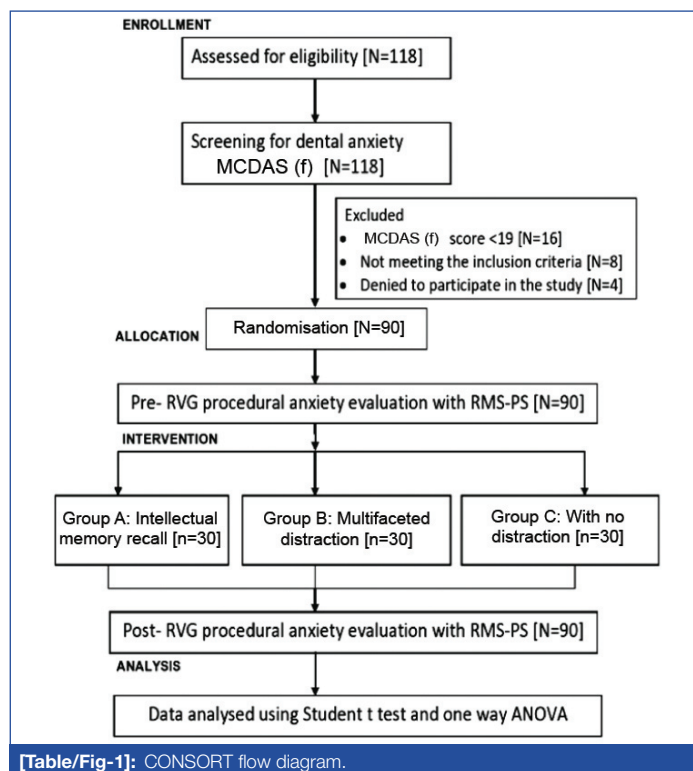 ENROLLMENT
Assessed for eligibility [N=118]
Screening for dental anxiety
MCDAS (f) [N=118]
Excluded
• MCDAS (f) score <19 [N=16]
• Not meeting the inclusion criteria [N=8]
• Denied to participate in the study [N=4]
Randomisation [N=90]
ALLOCATION
Pre- RVG procedural anxiety evaluation with RMS-PS [N=90]
INTERVENTION
Group A: Intellectual
memory recall [n=30]
Group B: Multifaceted
distraction [n=30]
Group C: With no
distraction [n=30]
Post- RVG procedural anxiety evaluation with RMS-PS [N=90]
ANALYSIS
Data analysed using Student t test and one way ANOVA
[Table/Fig-1]: CONSORT flow diagram.